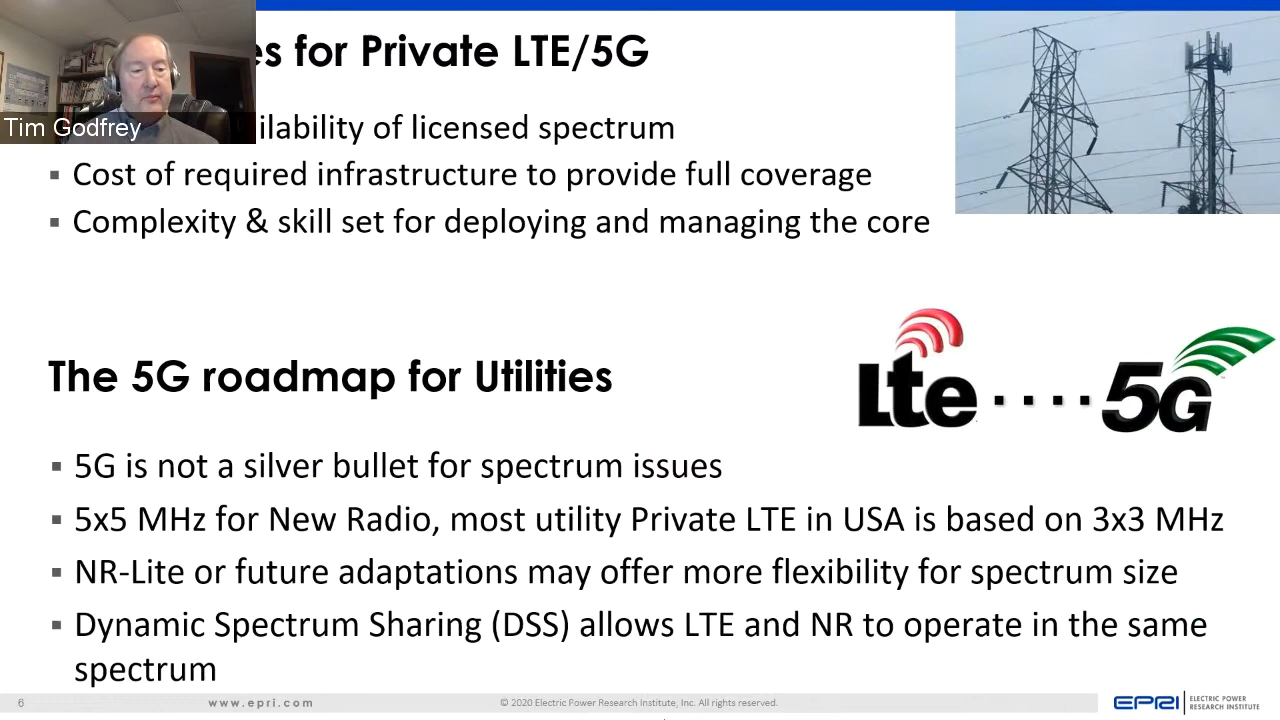 es for Private LTE/5G
Tim Godfrey
ilability of licensed spectrum
▪ Cost of required infrastructure to provide full coverage
▪ Complexity & skill set for deploying and managing the core
Lte....5G
The 5G roadmap for Utilities
▪ 5G is not a silver bullet for spectrum issues
▪ 5x5 MHz for New Radio, most utility Private LTE in USA is based on 3x3 MHz
▪ NR-Lite or future adaptations may offer more flexibility for spectrum size
▪ Dynamic Spectrum Sharing (DSS) allows LTE and NR to operate in the same
spectrum
6
www.epri.com
© 2020 Electric Power Research Institute, Inc. All rights reserved.
EPRI
ELECTRIC POWER
RESEARCH INSTITUTE